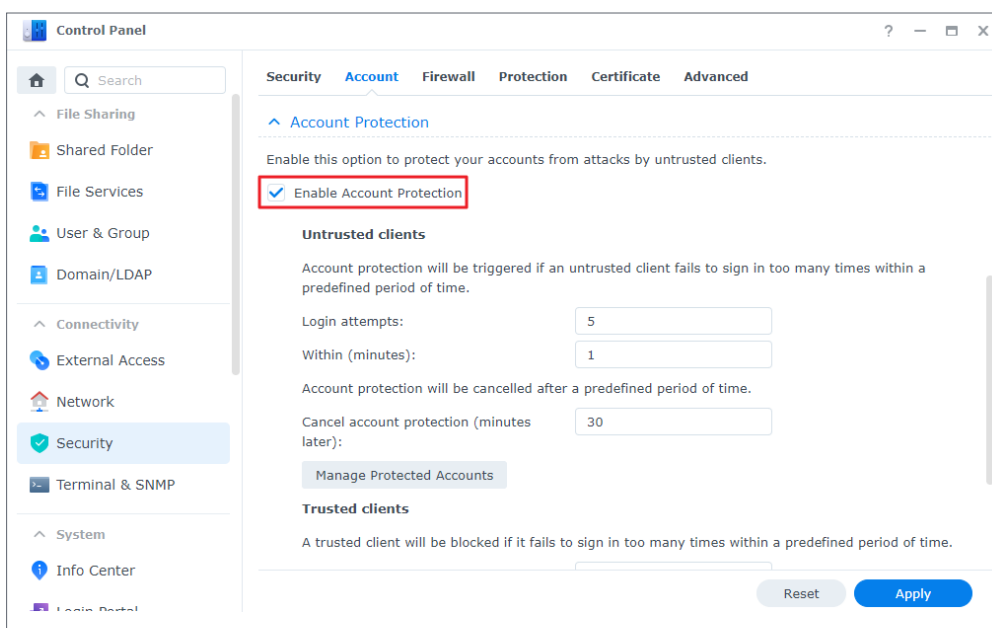 Control Panel
?
Search
File Sharing
Shared Folder
File Services
User & Group
Domain/LDAP
Connectivity
External Access
Network
Security
Terminal & SNMP
System
Info Center
Login Portal
Security Account Firewall Protection Certificate Advanced
Account Protection
Enable this option to protect your accounts from attacks by untrusted clients.
Enable Account Protection
Untrusted clients
Account protection will be triggered if an untrusted client fails to sign in too many times within a
predefined period of time.
Login attempts: 5
Within (minutes): 1
Account protection will be cancelled after a predefined period of time.
Cancel account protection (minutes 30
later):
Manage Protected Accounts
Trusted clients
A trusted client will be blocked if it fails to sign in too many times within a predefined period of time.
Reset Apply